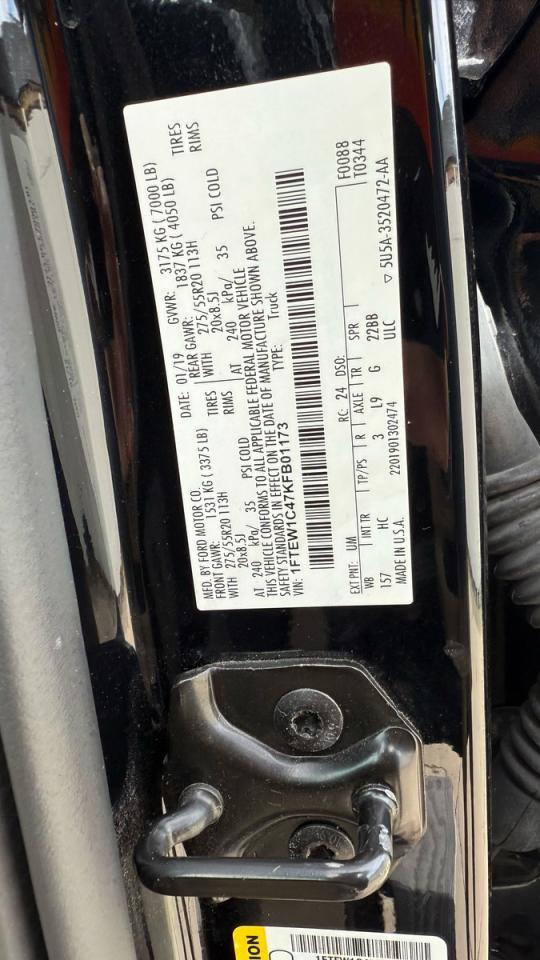 MFD. BY FORD MOTOR CO. DATE: 01/19 GVWR: 3175 KG ( 7000 LB)
FRONT GAWR: 1531 KG (3375 LB) REAR GAWR: 1837 KG ( 4050 LB)
WITH 275/55R20 113H TIRES WITH 275/55R20 113H TIRES
20x8.5J RIMS 20x8.5J RIMS
AT 240 kPa/ 35 PSI COLD AT 240 kPa/ 35 PSI COLD
THIS VEHICLE CONFORMS TO ALL APPLICABLE FEDERAL MOTOR VEHICLE
SAFETY STANDARDS IN EFFECT ON THE DATE OF MANUFACTURE SHOWN ABOVE.
VIN: 1FTEW1C47KFB01173 TYPE: Truck
F0088
T0344
EXT PNT: UM RC: 24 DSO:
WB INT TR TP/PS R AXLE TR SPR
157 HC 3 L9 G 22BB
MADE IN U.S.A. 2201901302474 ULC ▽ 5U5A-3520472-AA